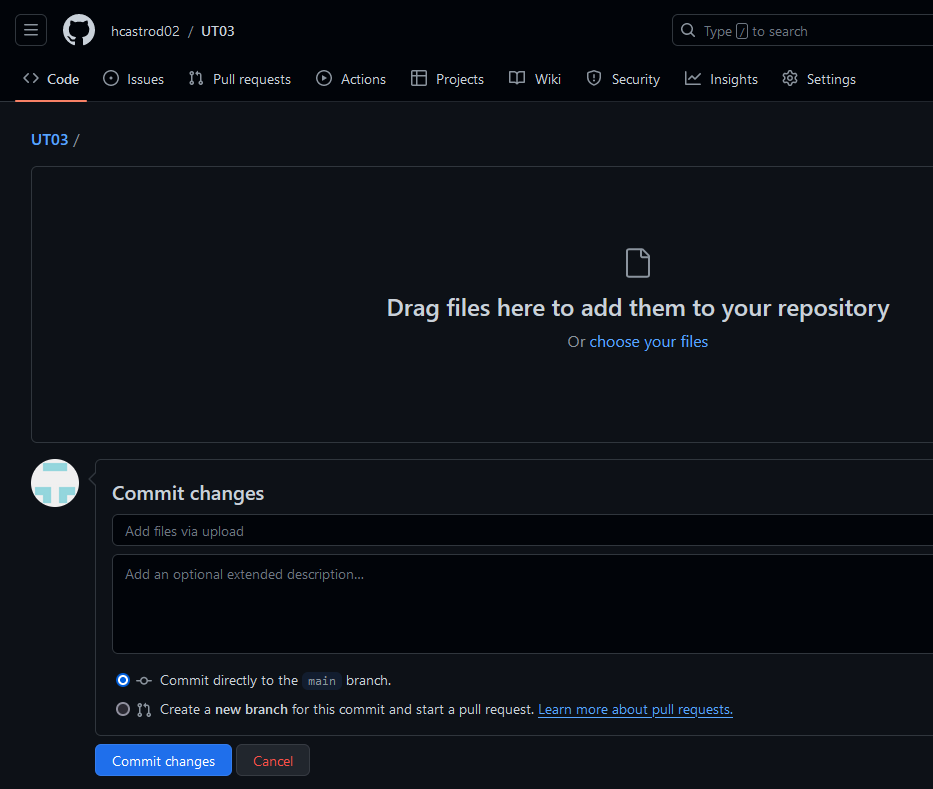 hcastrod02 / UT03
Type / to search
Code Issues Pull requests Actions Projects Wiki Security Insights Settings
UT03 /
Drag files here to add them to your repository
Or choose your files
Commit changes
Add files via upload
Add an optional extended description...
Commit directly to the main branch.
Create a new branch for this commit and start a pull request. Learn more about pull requests.
Commit changes Cancel